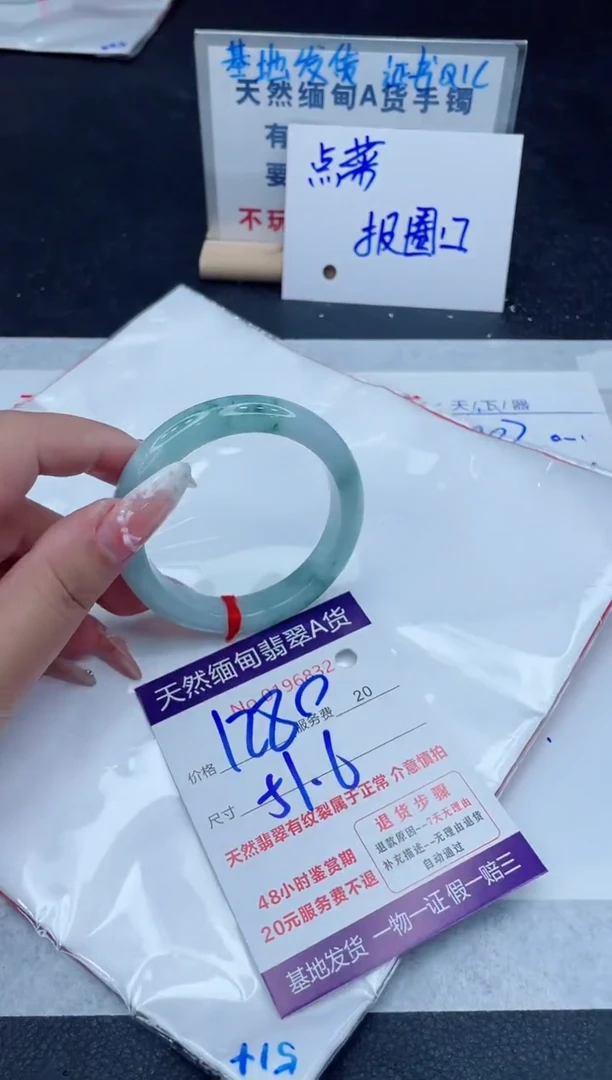 基地发货 证书QIC
天然缅甸A货手镯
有
要
不玩
点菜
报圈口
天然缅甸翡翠A货
No.0196832
价格 1280 服务费 20
尺寸 51.6
天然翡翠有纹裂属于正常 介意慎拍
48小时鉴赏期
20元服务费不退
退货步骤
退款原因--7天无理由
补充描述--无理由退货
自动通过
基地发货 一物一证 假一赔三